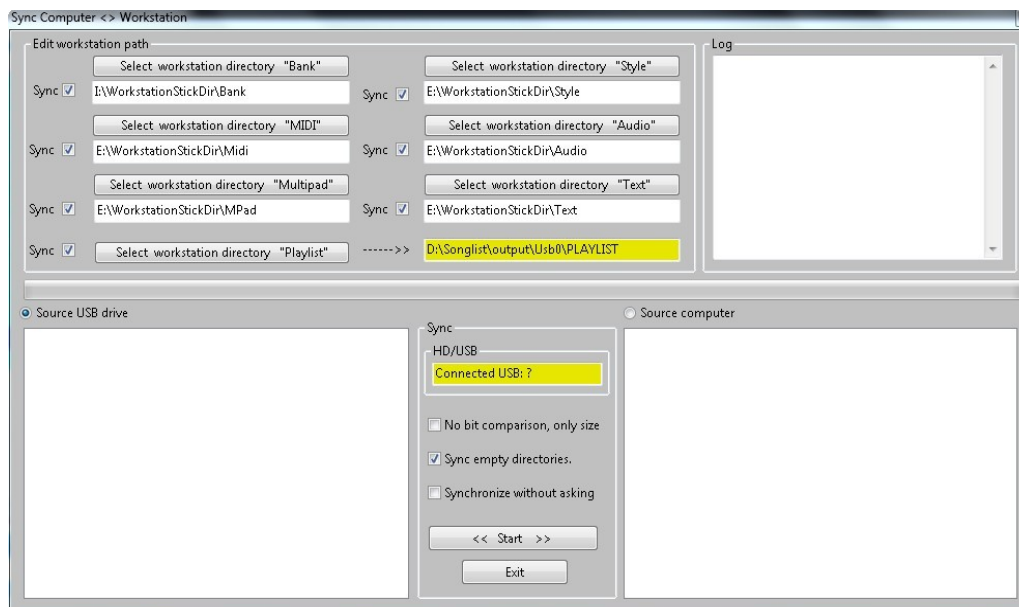 Sync Computer <> Workstation
Edit workstation path
Log
Select workstation directory "Bank"
Select workstation directory "Style"
Sync
I:\WorkstationStickDir\Bank
Sync
E:\WorkstationStickDir\Style
Select workstation directory "MIDI"
Select workstation directory "Audio"
Sync
E:\WorkstationStickDir\Midi
Sync
E:\WorkstationStickDir\Audio
Select workstation directory "Multipad"
Select workstation directory "Text"
Sync
E:\WorkstationStickDir\MPad
Sync
E:\WorkstationStickDir\Text
Sync
Select workstation directory "Playlist"
------>>
D:\Songlist\output\Usb0\PLAYLIST
Source USB drive
Source computer
Sync
HD/USB
Connected USB: ?
No bit comparison, only size
Sync empty directories.
Synchronize without asking
<< Start >>
Exit